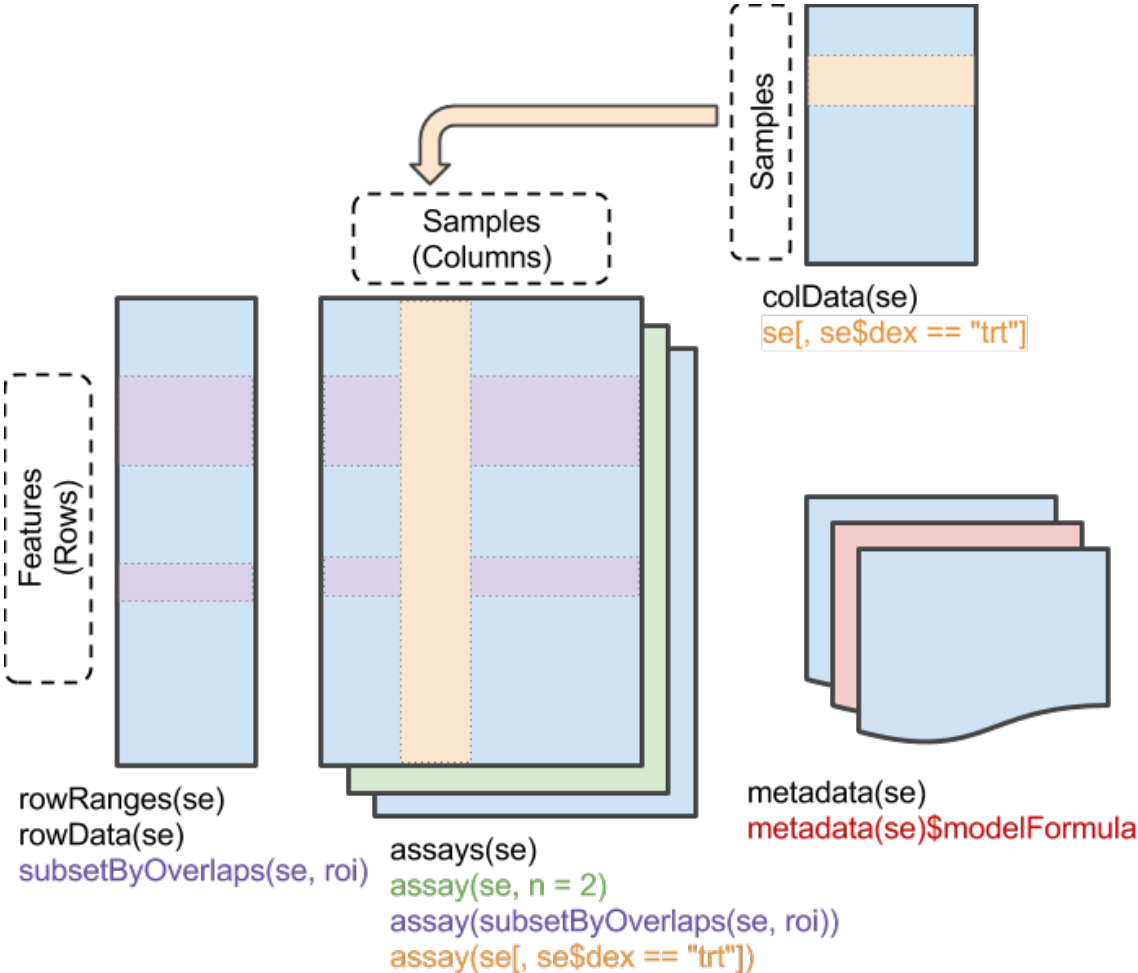 Samples
Samples
(Columns)
colData(se)
se[, se$dex == "trt"]
Features
(Rows)
rowRanges(se)
rowData(se)
subsetByOverlaps(se, roi)
assays(se)
assay(se, n = 2)
assay(subsetByOverlaps(se, roi))
assay(se[, se$dex == "trt"])
metadata(se)
metadata(se)$modelFormula